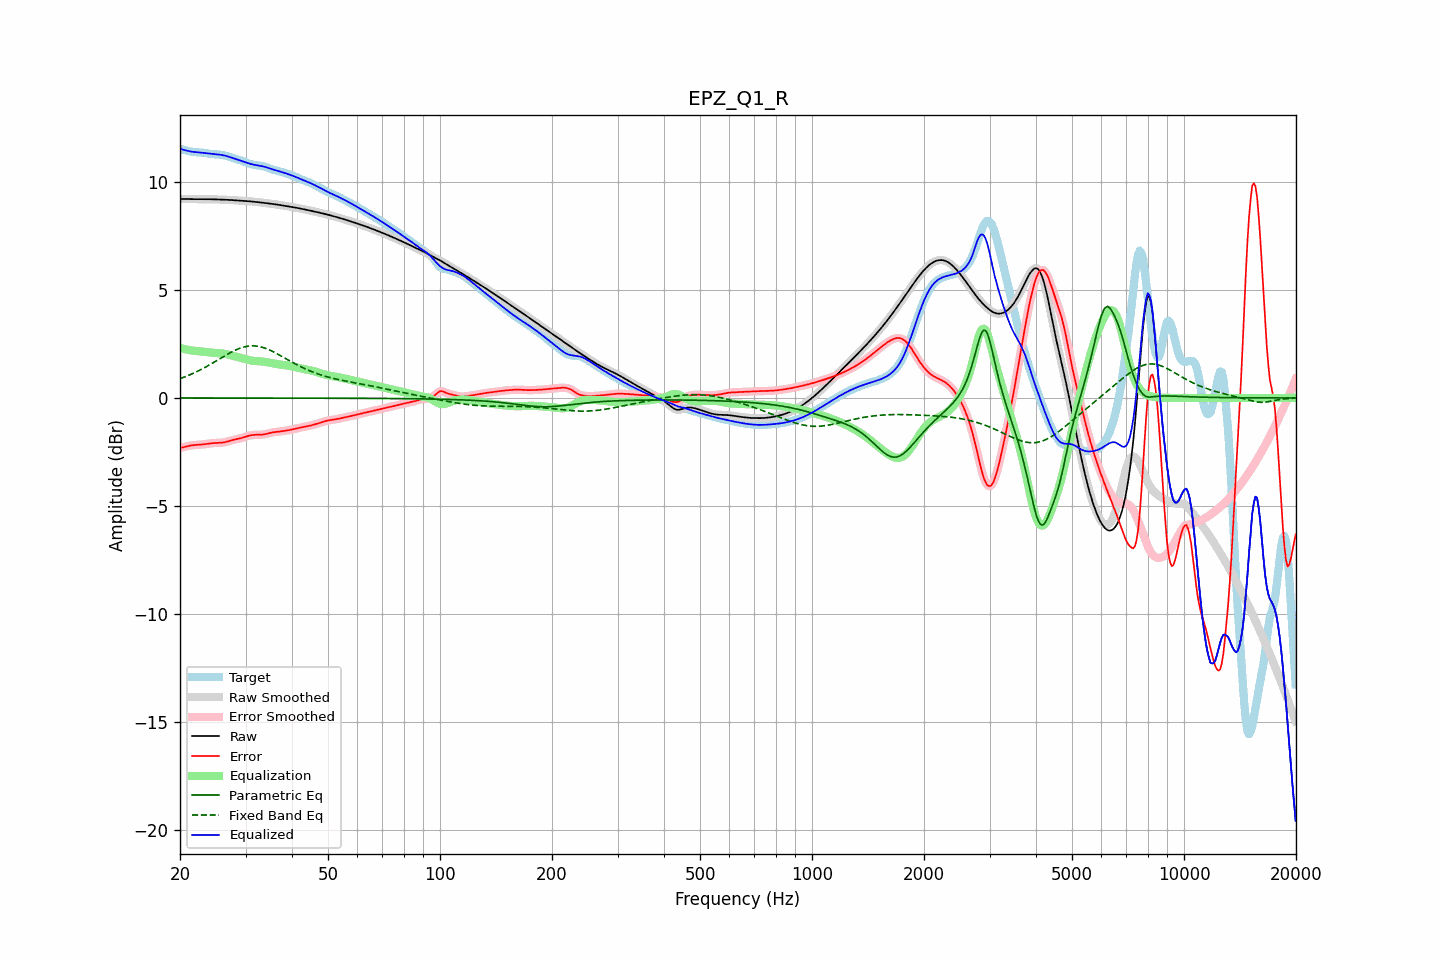 EPZ_Q1_R
Amplitude (dBr)
10
5
0
−5
−10
−15
−20
Target
Raw Smoothed
Error Smoothed
Raw
Error
Equalization
Parametric Eq
Fixed Band Eq
Equalized
20 50 100 200 500 1000 2000 5000 10000 20000
Frequency (Hz)